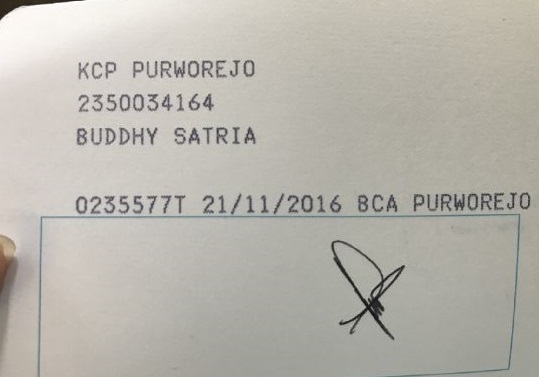 KCP PURWOREJO
2350034164
BUDDHY SATRIA
0235577T 21/11/2016 BCA PURWOREJO